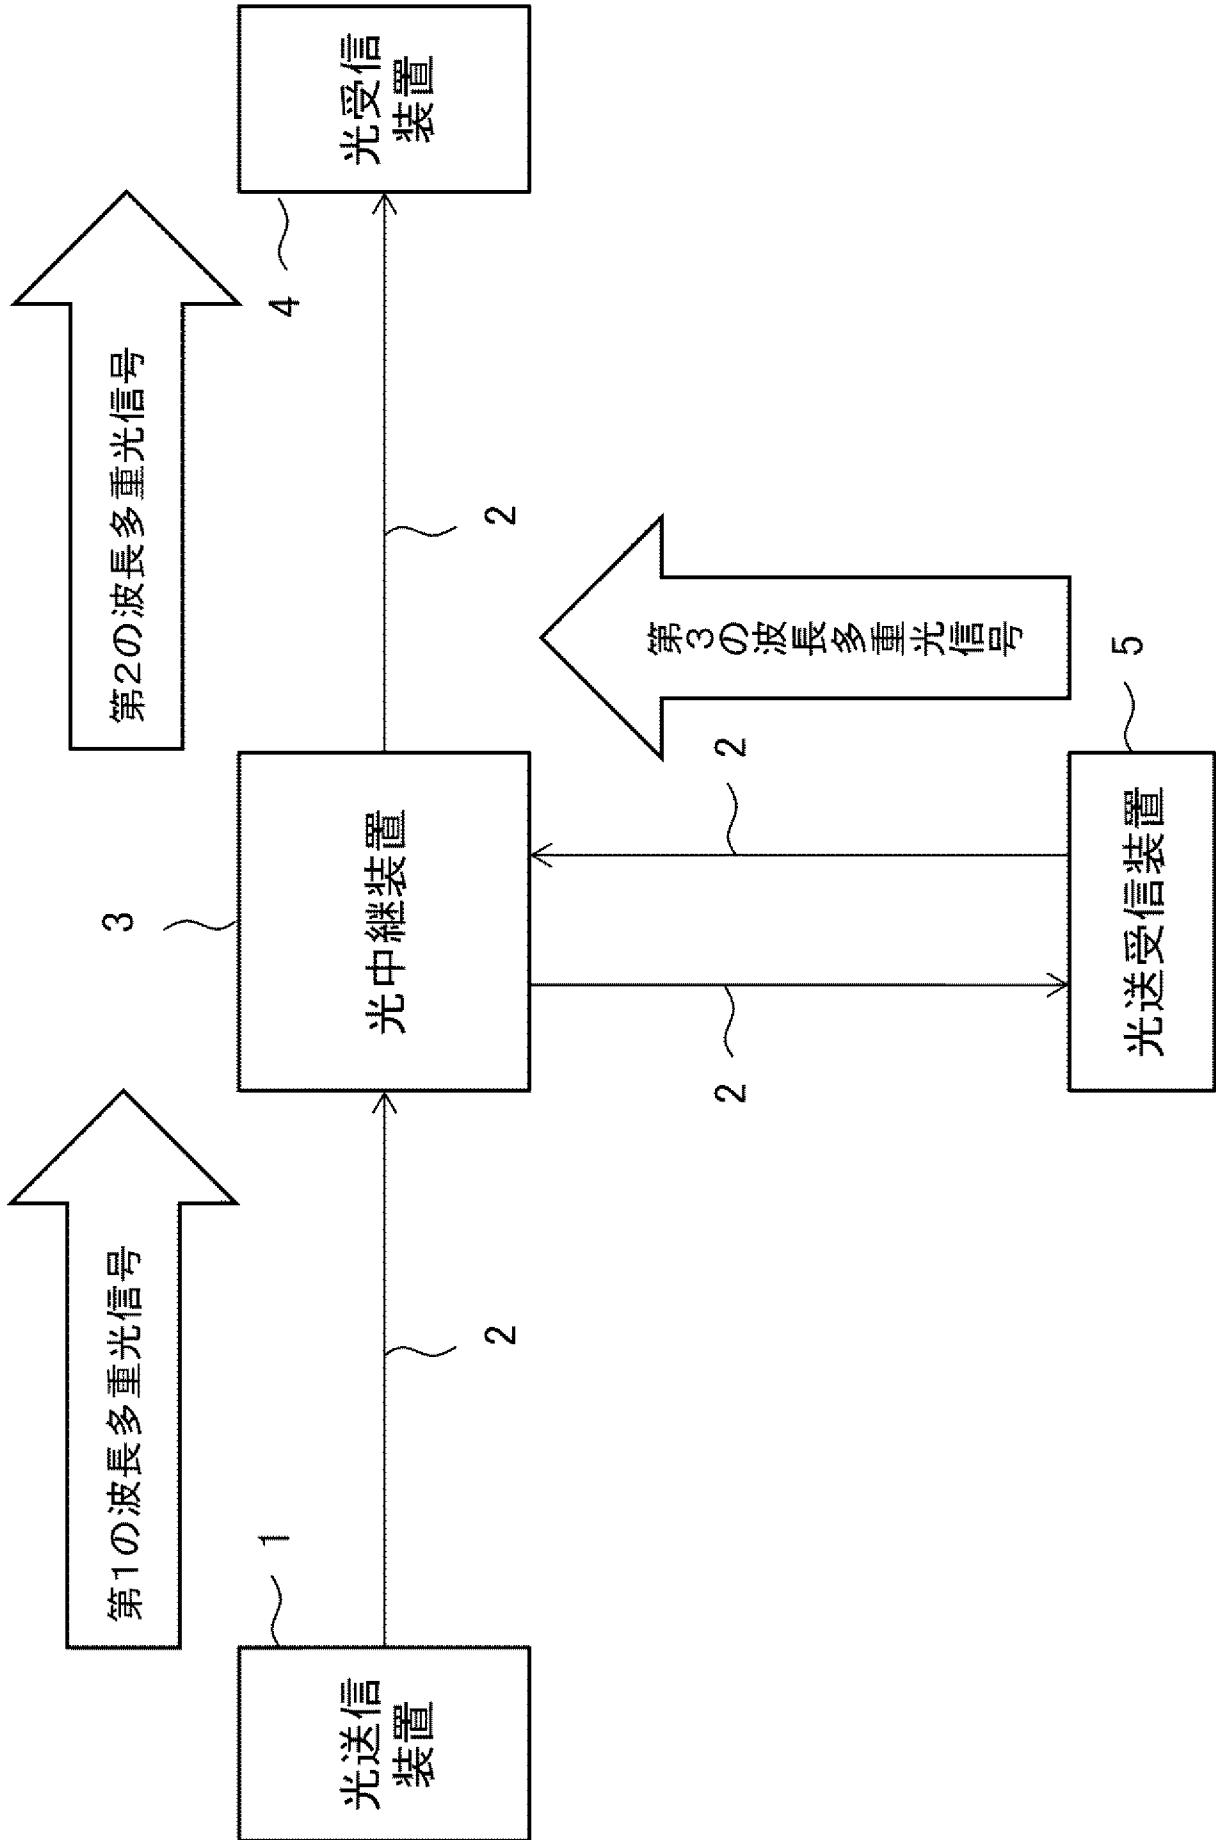 第1の波長多重光信号
第2の波長多重光信号
1
3
4
光送信
装置
光中継装置
光受信
装置
2
2
2
2
第3の波長多重光信号
光送受信装置
5